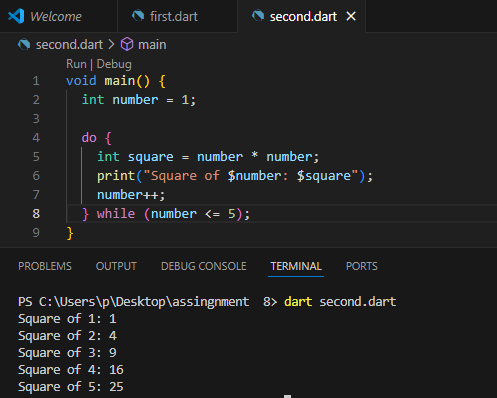 Welcome first.dart second.dart
second.dart > main
Run | Debug
1 void main() {
2 int number = 1;
3
4 do {
5 int square = number * number;
6 print("Square of $number: $square");
7 number++;
8 } while (number <= 5);
9 }
PROBLEMS OUTPUT DEBUG CONSOLE TERMINAL PORTS
PS C:\Users\p\Desktop\assingnment  8> dart second.dart
Square of 1: 1
Square of 2: 4
Square of 3: 9
Square of 4: 16
Square of 5: 25